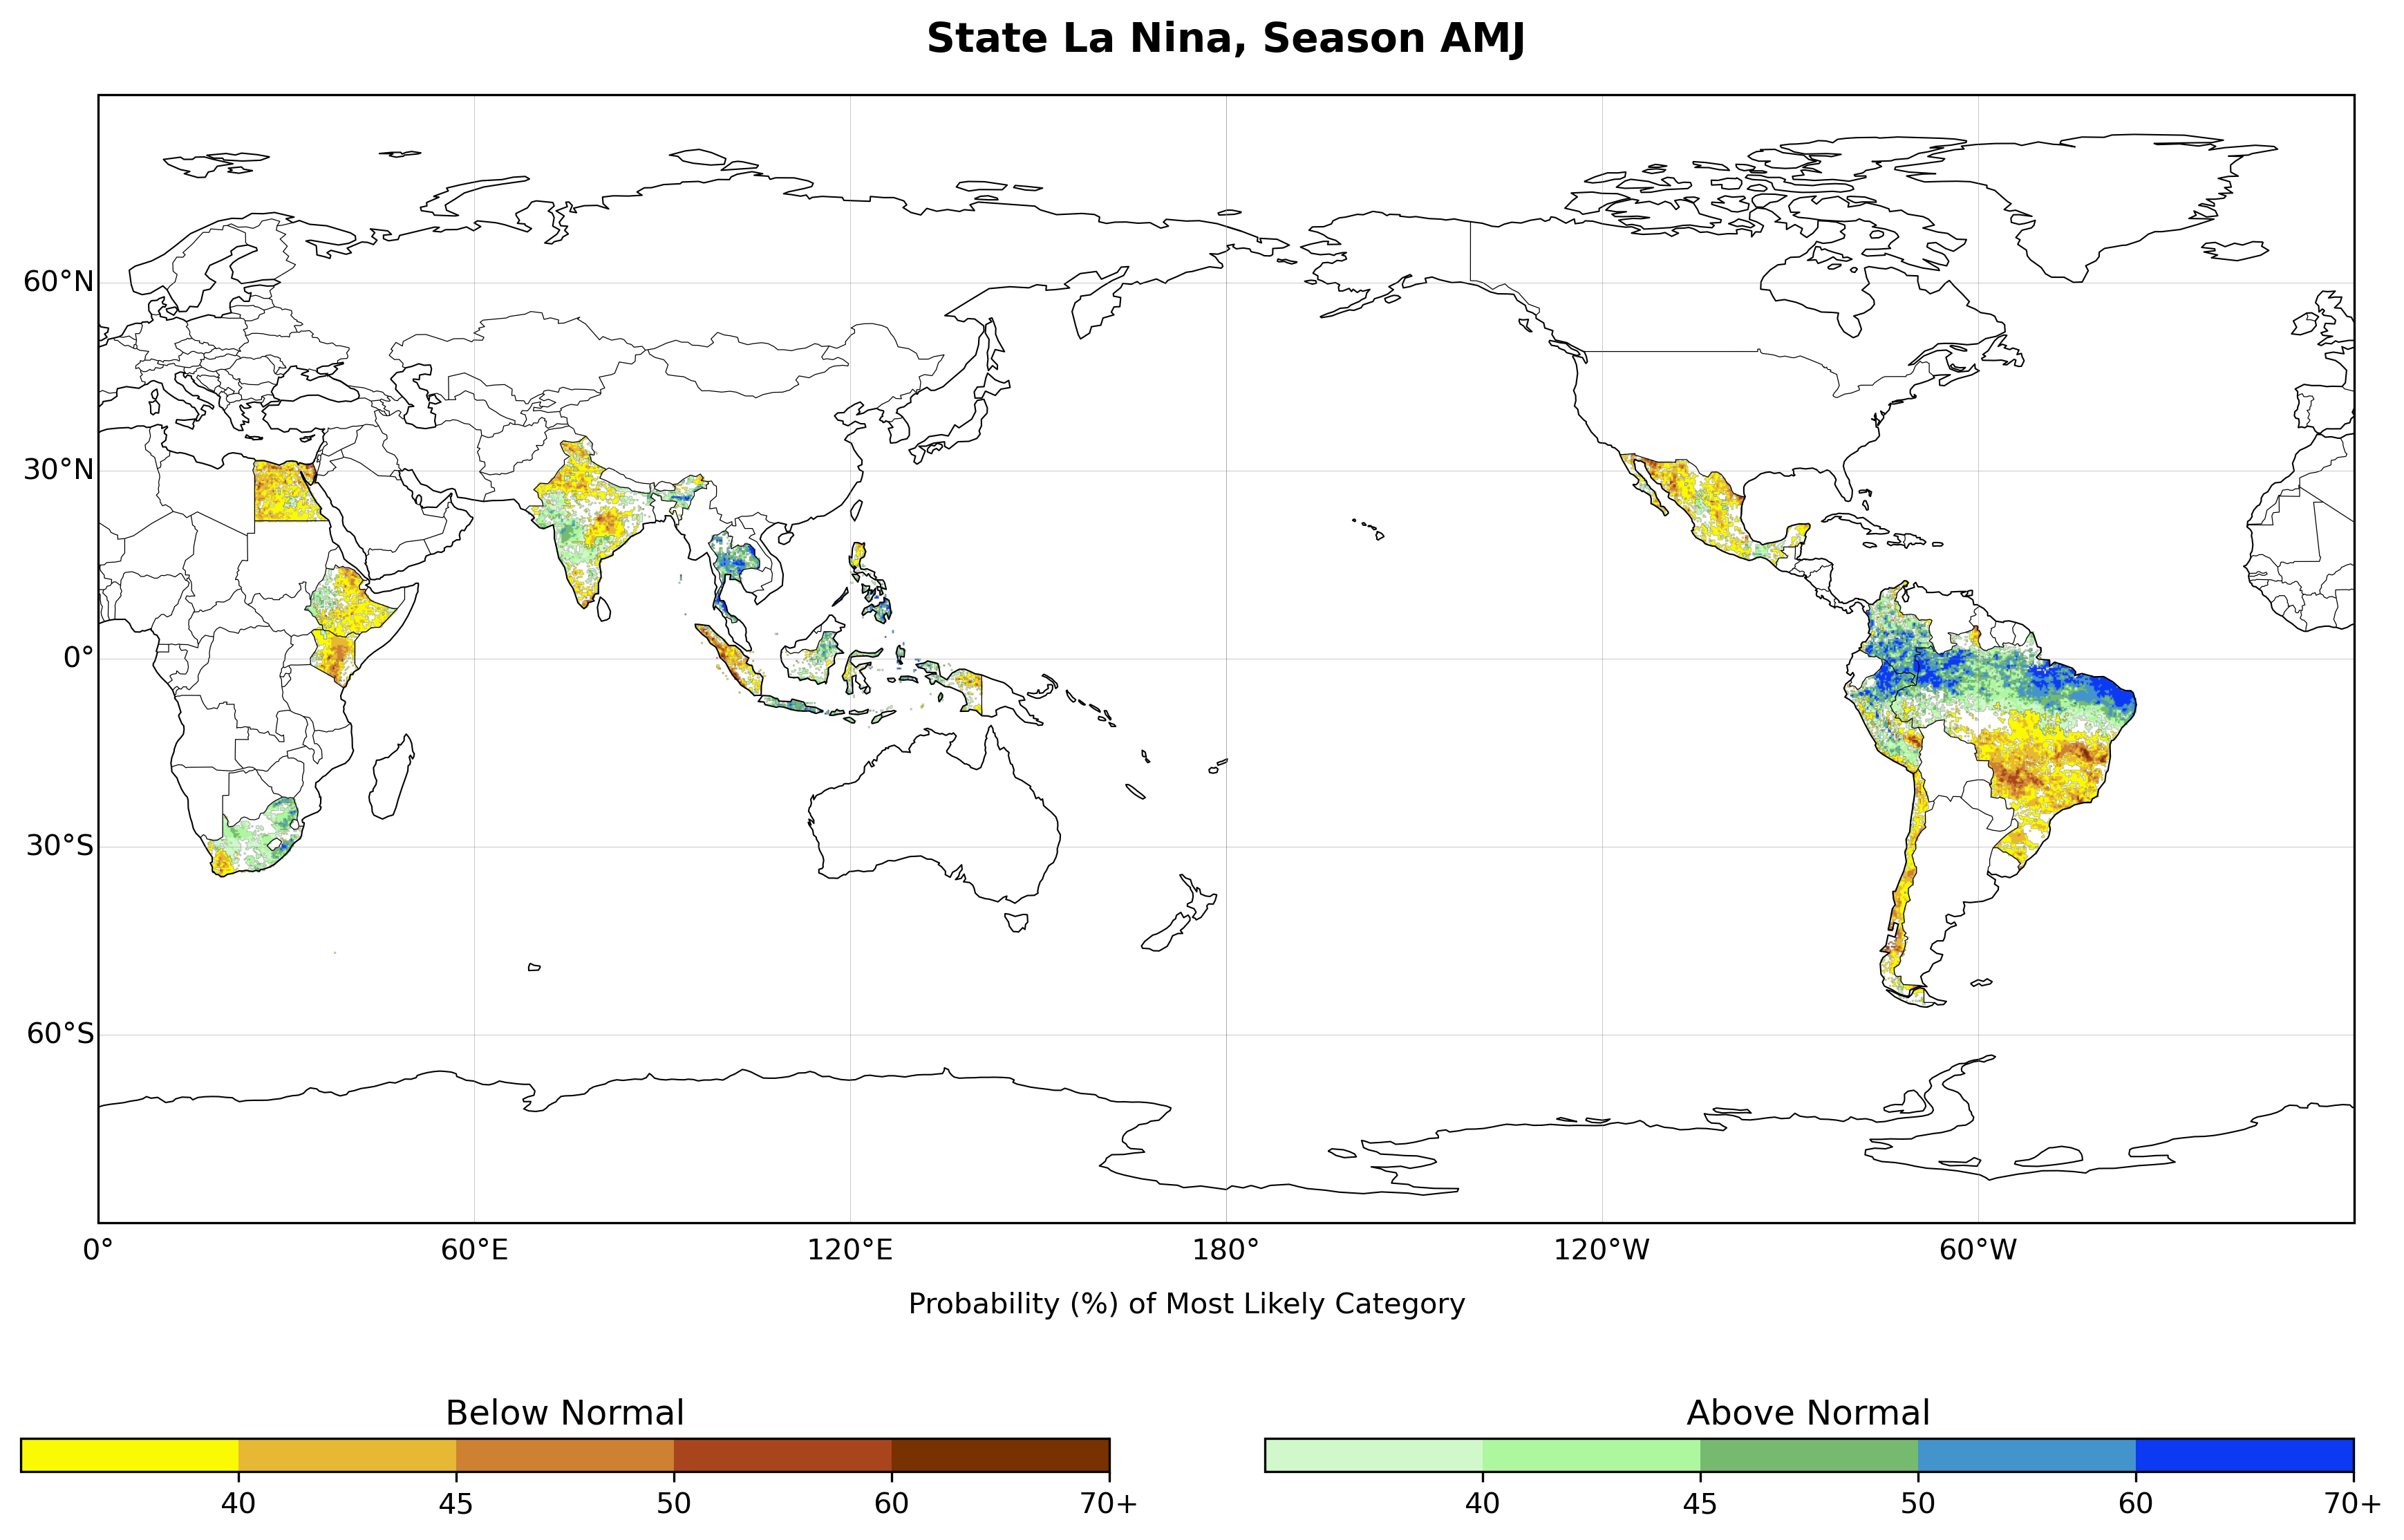 State La Nina, Season AMJ
60°N
30°N
0°
30°S
60°S
0° 60°E 120°E 180° 120°W 60°W
Probability (%) of Most Likely Category
Below Normal Above Normal
40 45 50 60 70+ 40 45 50 60 70+